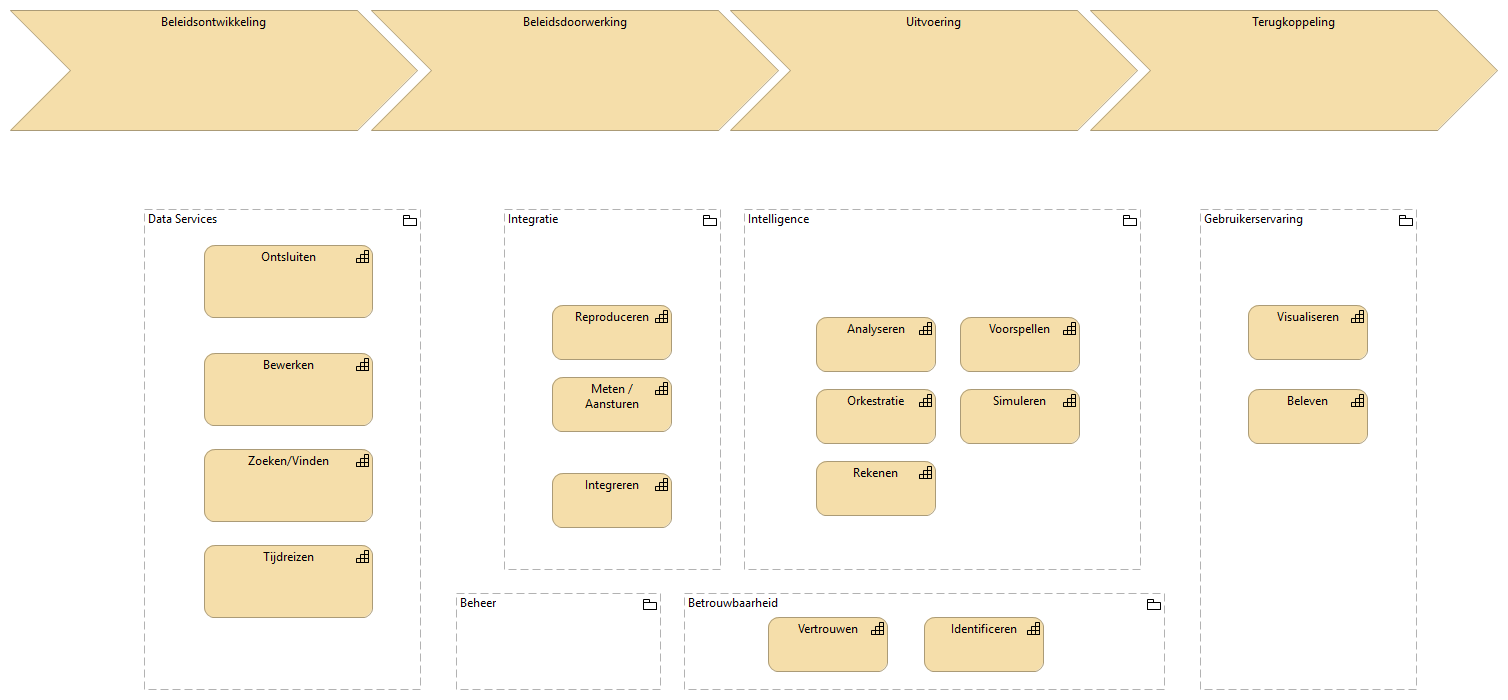 Beleidsontwikkeling
Beleidsdoorwerking
Uitvoering
Terugkoppeling
Data Services
Ontsluiten
Bewerken
Zoeken/Vinden
Tijdreizen
Integratie
Reproduceren
Meten /
Aansturen
Integreren
Intelligence
Analyseren
Voorspellen
Orkestratie
Simuleren
Rekenen
Gebruikerservaring
Visualiseren
Beleven
Beheer
Betrouwbaarheid
Vertrouwen
Identificeren